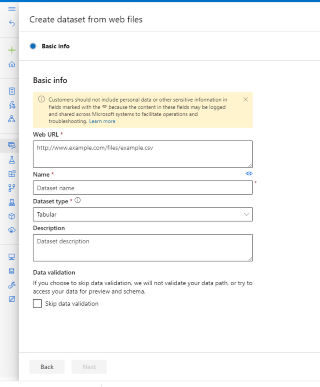 Create dataset from web files
Basic info
Basic info
Customers should not include personal data or other sensitive information in
fields marked with the because the content in these fields may be logged
and shared across Microsoft systems to facilitate operations and
troubleshooting. Learn more
Web URL *
http://www.example.com/files/example.csv
Name *
Dataset name
*
Dataset type *
Tabular
Description
Dataset description
Data validation
If you choose to skip data validation, we will not validate your data path, or try to
access your data for preview and schema.
Skip data validation
Back
Next